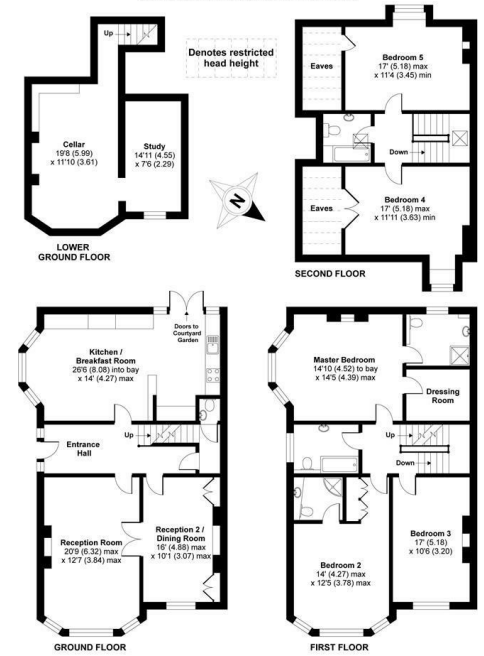 Up
Cellar
19'8 (5.99)
x 11'10 (3.61)
Study
14'11 (4.55)
x 7'6 (2.29)
LOWER
GROUND FLOOR
Denotes restricted
head height
N
Eaves
Bedroom 5
17' (5.18) max
x 11'4 (3.45) min
Down
Eaves
Bedroom 4
17' (5.18) max
x 11'11 (3.63) min
SECOND FLOOR
Doors to
Courtyard
Garden
Kitchen /
Breakfast Room
26'6 (8.08) into bay
x 14' (4.27) max
Entrance
Hall
Up
Reception Room
20'9 (6.32) max
x 12'7 (3.84) max
Reception 2 /
Dining Room
16' (4.88) max
x 10'1 (3.07) max
GROUND FLOOR
Master Bedroom
14'10 (4.52) to bay
x 14'5 (4.39) max
Dressing
Room
Up
Down
Bedroom 2
14' (4.27) max
x 12'5 (3.78) max
Bedroom 3
17' (5.18)
x 10'6 (3.20)
FIRST FLOOR